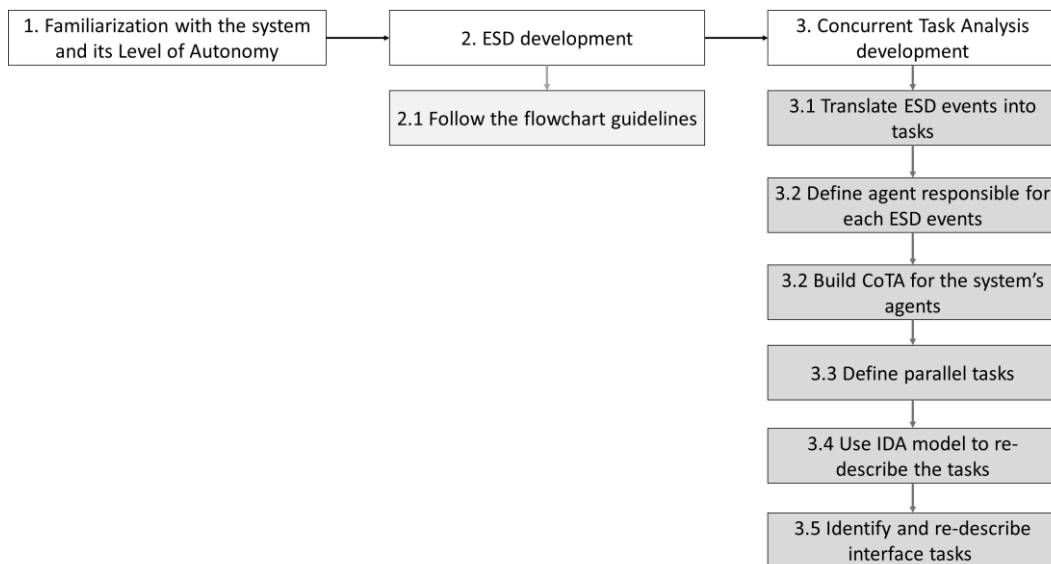 1. Familiarization with the system
and its Level of Autonomy
2. ESD development
3. Concurrent Task Analysis
development
2.1 Follow the flowchart guidelines
3.1 Translate ESD events into
tasks
3.2 Define agent responsible for
each ESD events
3.2 Build CoTA for the system’s
agents
3.3 Define parallel tasks
3.4 Use IDA model to re-
describe the tasks
3.5 Identify and re-describe
interface tasks